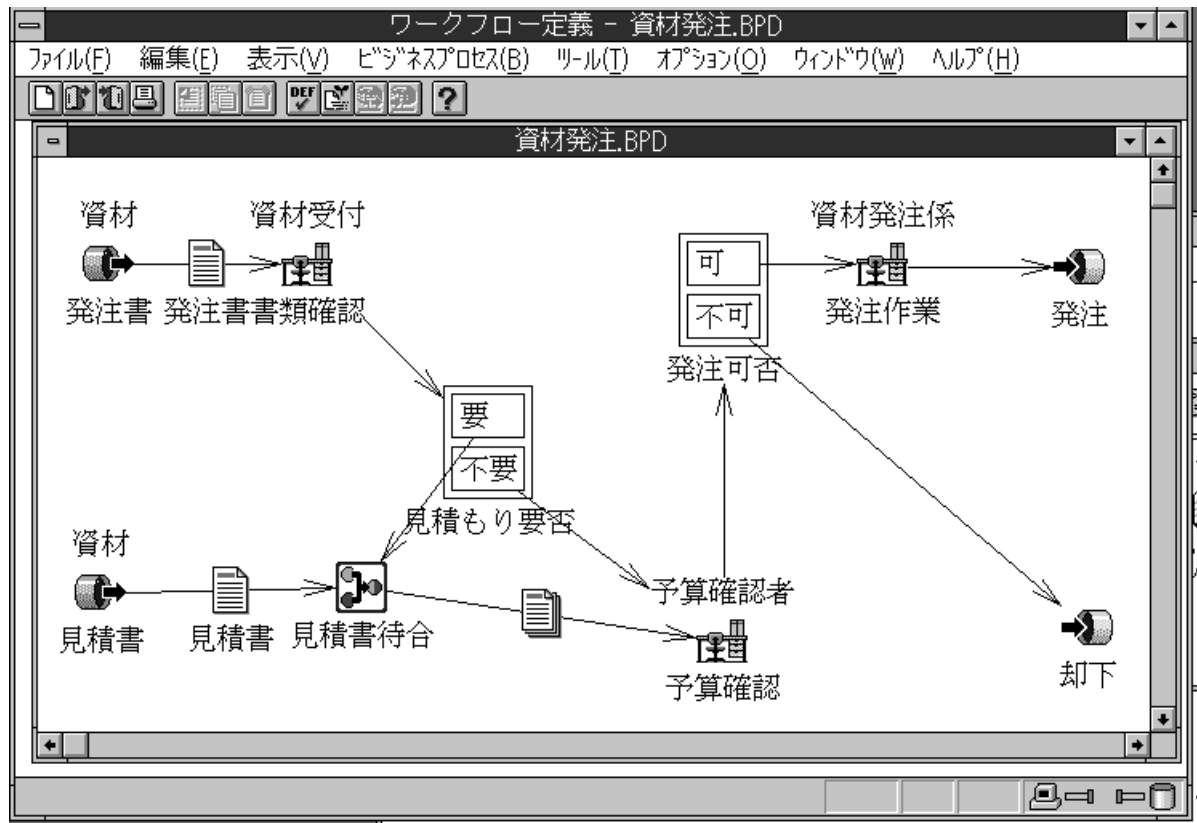 ワークフロー定義 - 資材発注.BPD
ファイル(F) 編集(E) 表示(V) ビジネスプロセス(B) ツール(T) オプション(O) ウィンドウ(W) ヘルプ(H)
DEF
?
資材発注.BPD
資材 資材受付 資材発注係
可
発注書 発注書書類確認 不可 発注作業 発注
発注可否
要
不要
見積もり要否
資材
予算確認者
見積書 見積書 見積書待合
予算確認 却下